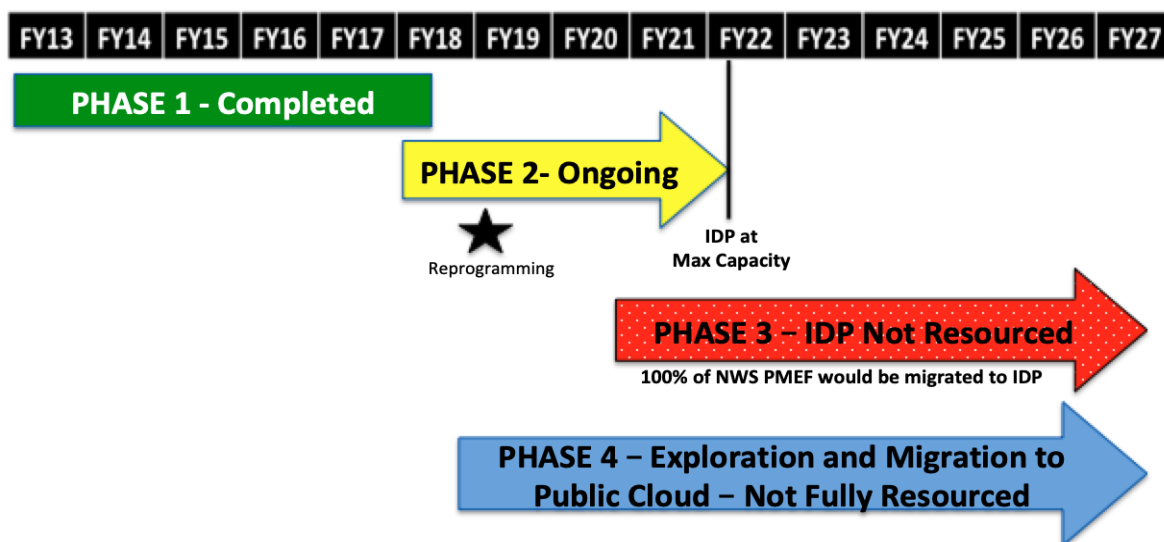 FY13 FY14 FY15 FY16 FY17 FY18 FY19 FY20 FY21 FY22 FY23 FY24 FY25 FY26 FY27
PHASE 1 - Completed
PHASE 2- Ongoing
Reprogramming
IDP at
Max Capacity
PHASE 3 – IDP Not Resourced
100% of NWS PMEF would be migrated to IDP
PHASE 4 – Exploration and Migration to
Public Cloud – Not Fully Resourced